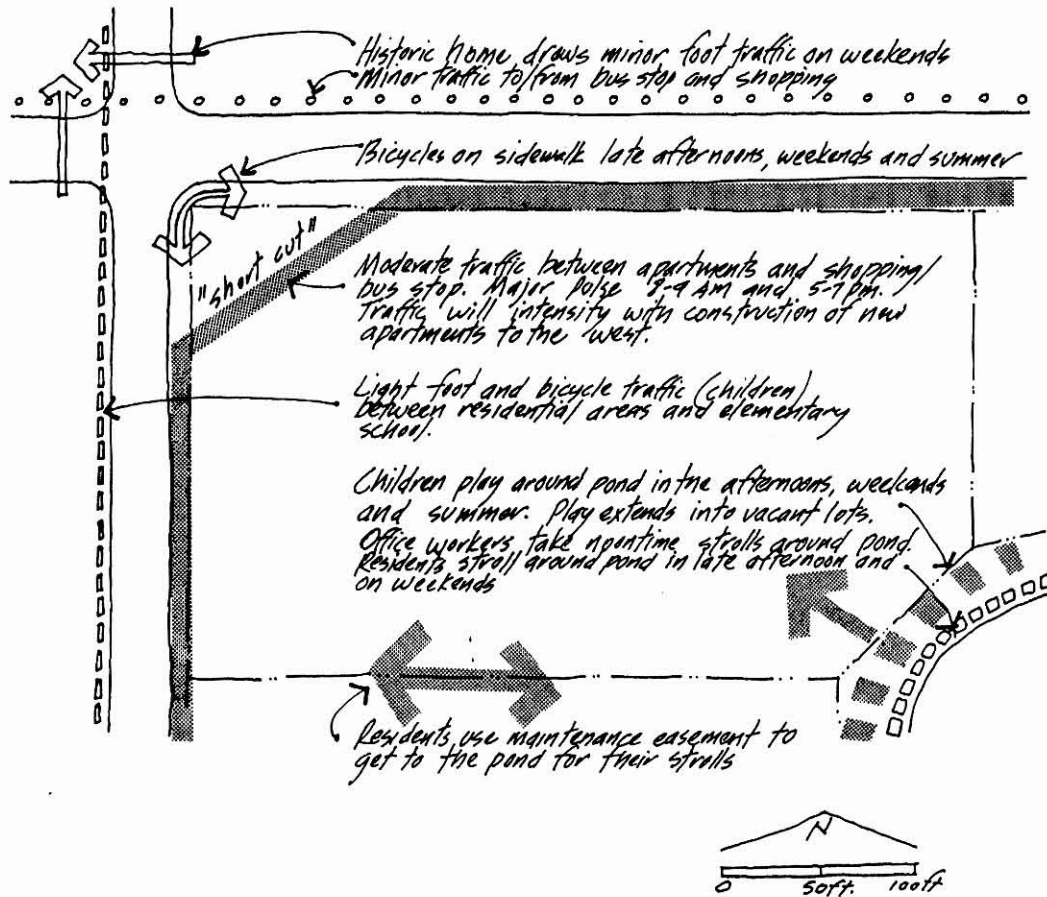 Historic home draws minor foot traffic on weekends
Minor traffic to/from bus stop and shopping
Bicycles on sidewalk late afternoons, weekends and summer
"short cut"
Moderate traffic between apartments and shopping/
bus stop. Major pulse 8-9 AM and 5-7pm.
Traffic will intensity with construction of new
apartments to the west.
Light foot and bicycle traffic (children)
between residential areas and elementary
school.
Children play around pond in the afternoons, weekends
and summer. Play extends into vacant lots.
Office workers take noontime strolls around pond.
Residents stroll around pond in late afternoon and
on weekends
Residents use maintenance easement to
get to the pond for their strolls
N
0 50ft. 100ft